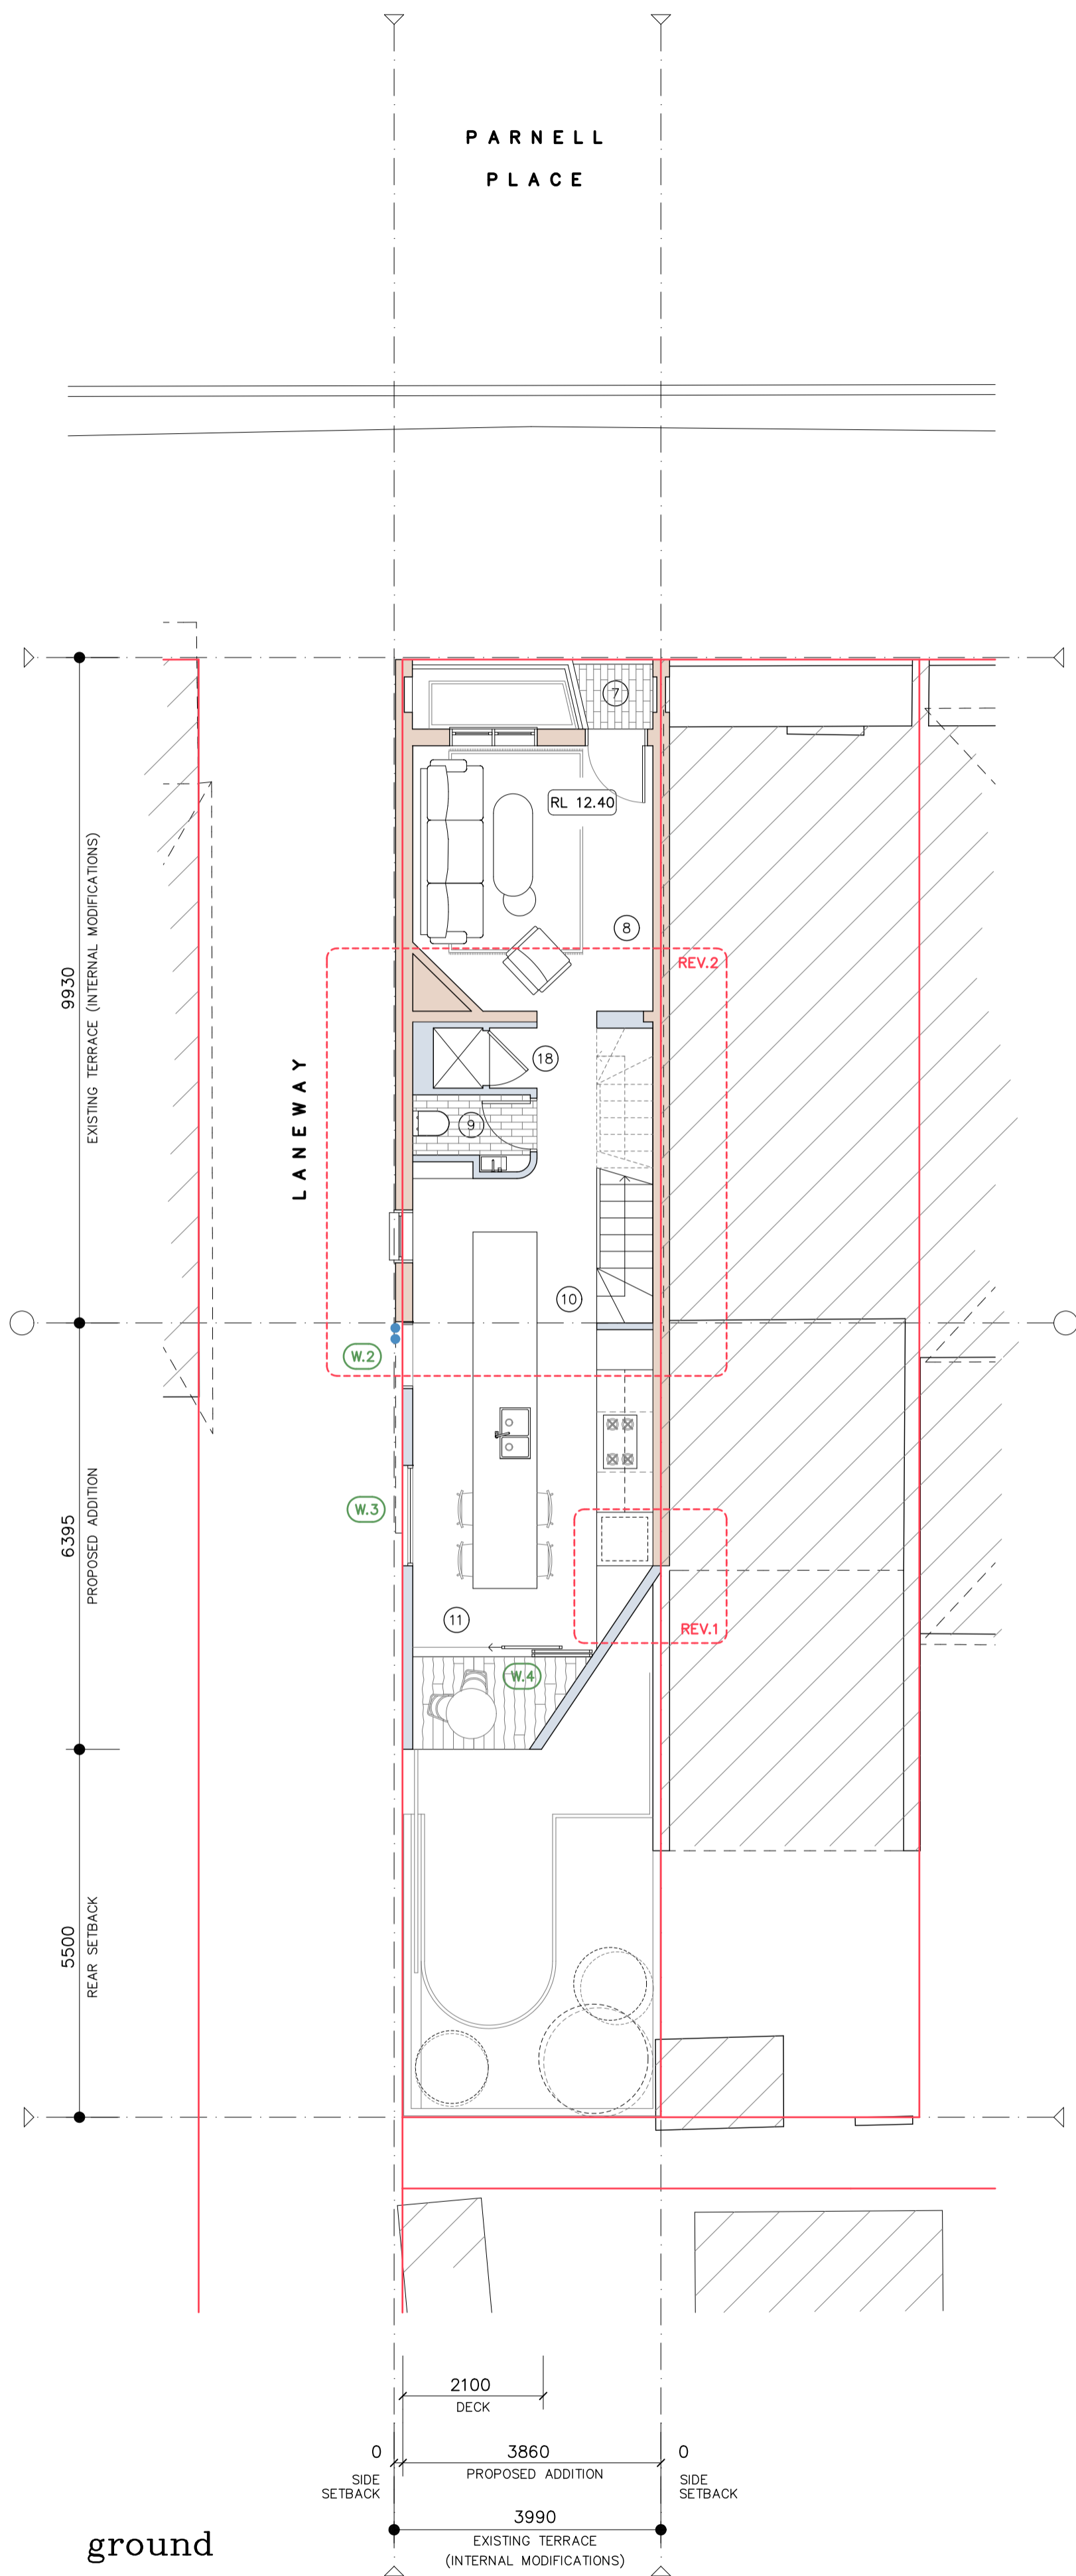 PARNELL
PLACE
7
RL 12.40
8
REV.2
9930
EXISTING TERRACE (INTERNAL MODIFICATIONS)
LANEWAY
18
9
10
W.2
W.3
6395
PROPOSED ADDITION
11
REV.1
W.4
5500
REAR SETBACK
2100
DECK
0
3860
0
SIDE
SETBACK
PROPOSED ADDITION
SIDE
SETBACK
3990
EXISTING TERRACE
(INTERNAL MODIFICATIONS)
ground